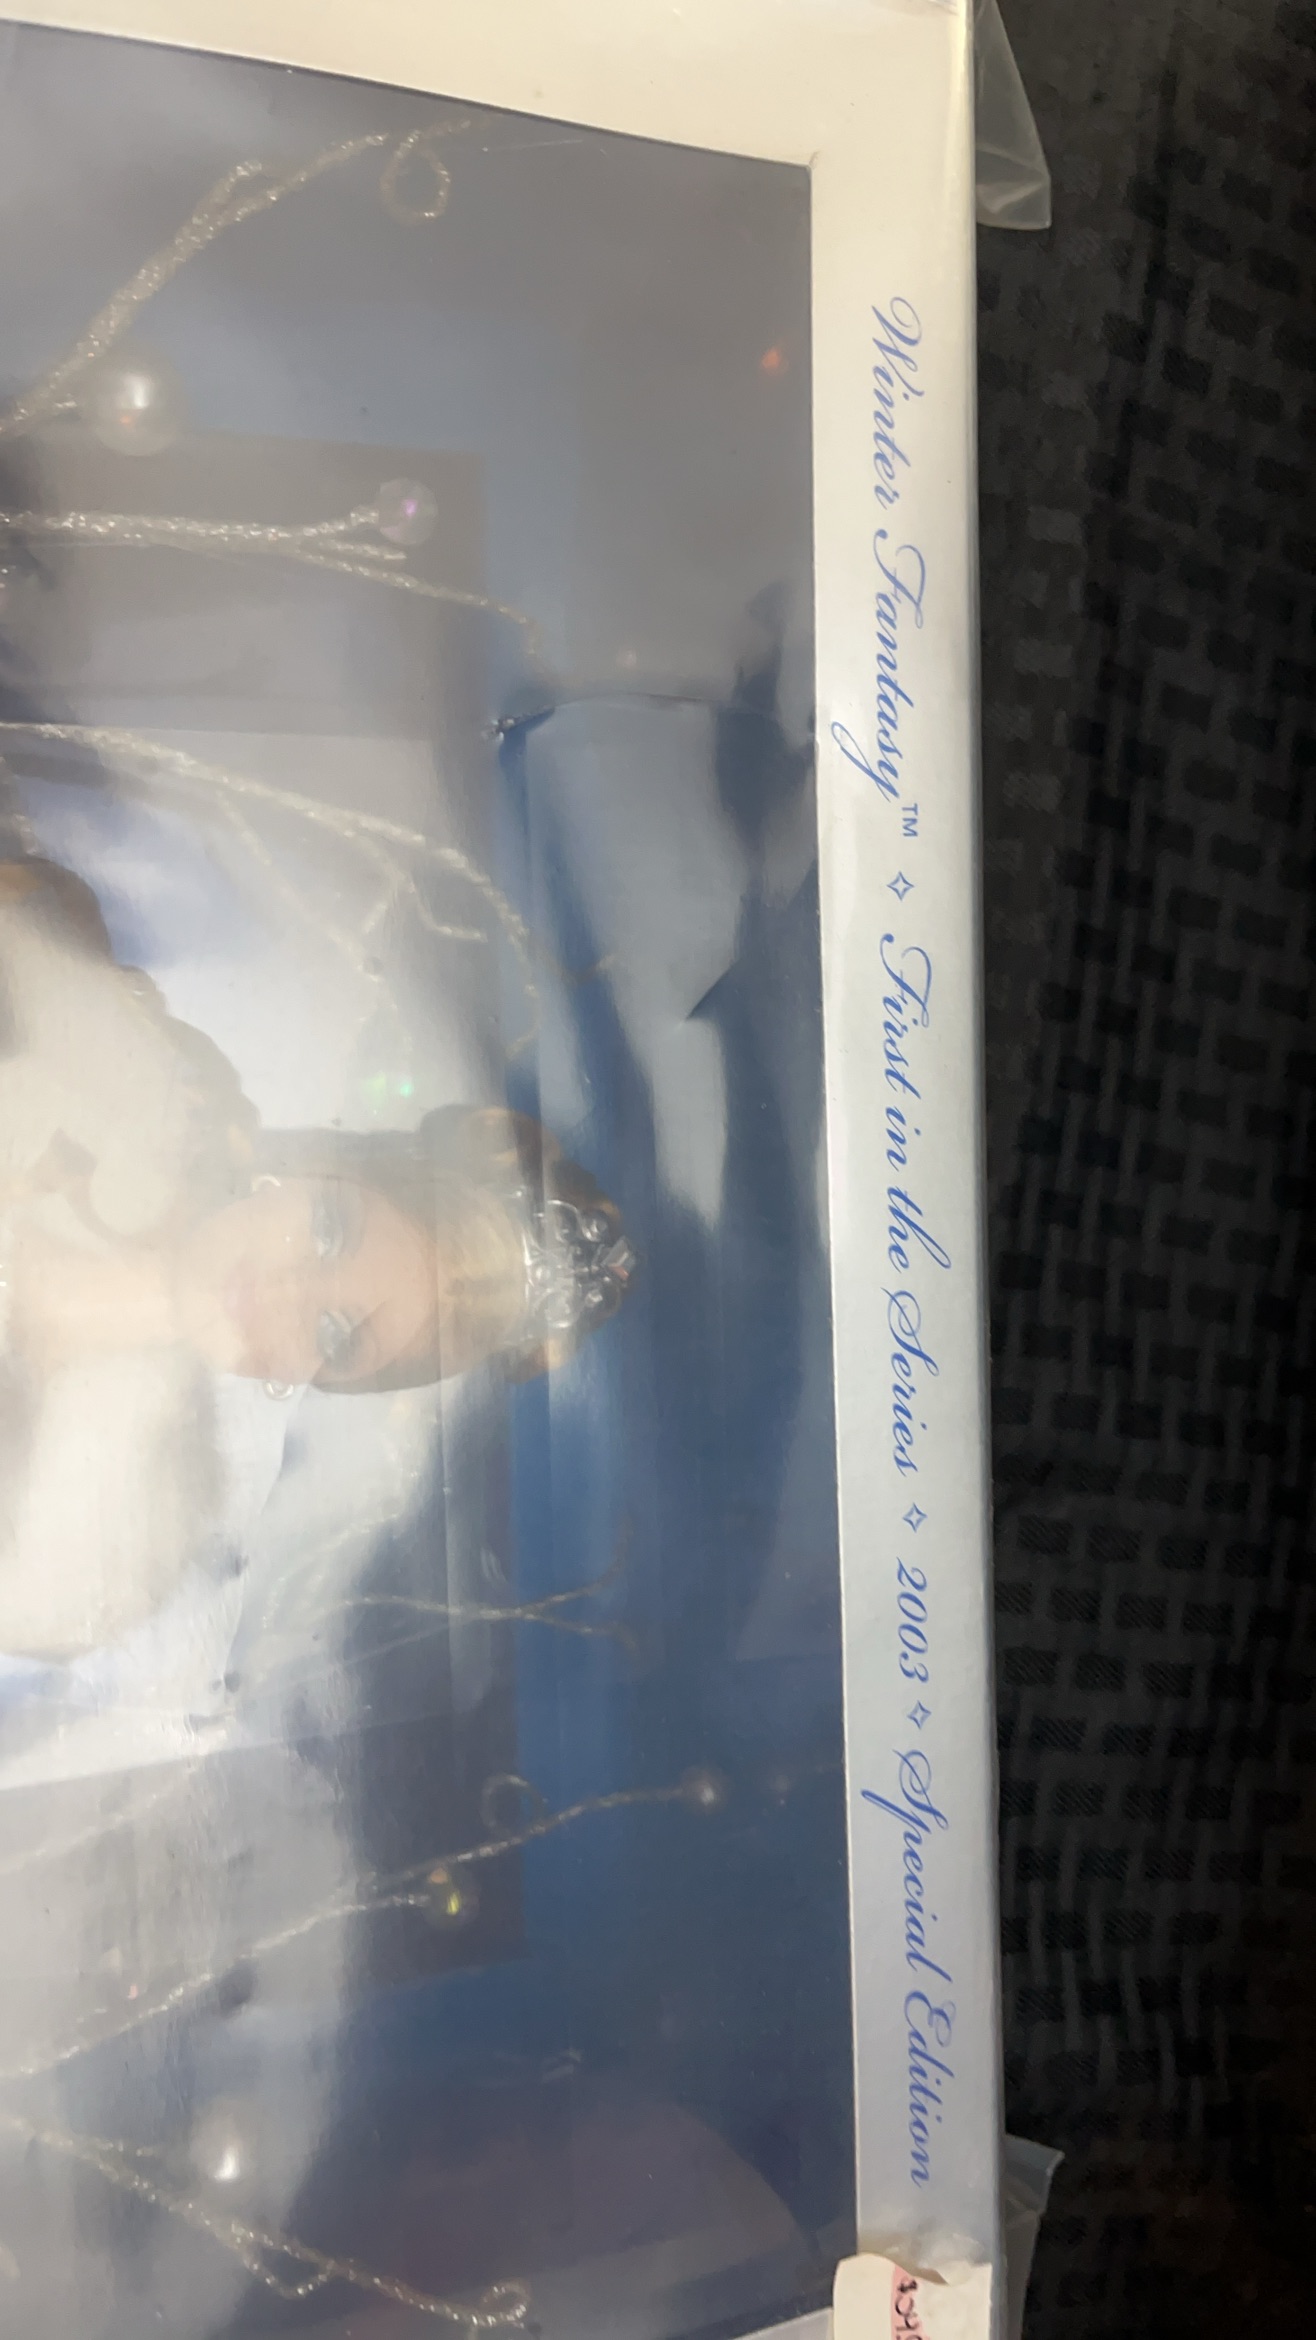 Winter Fantasy™ ✧ First in the Series ✧ 2003 ✧ Special Edition